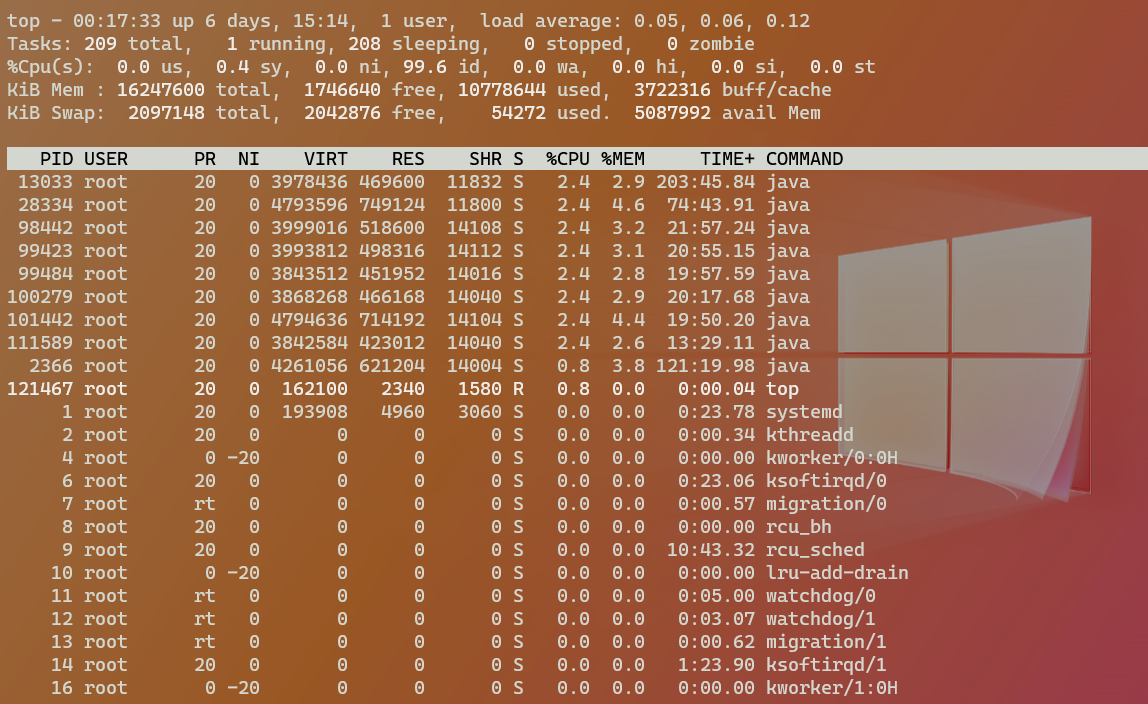 top - 00:17:33 up 6 days, 15:14,  1 user,  load average: 0.05, 0.06, 0.12
Tasks: 209 total,   1 running, 208 sleeping,   0 stopped,   0 zombie
%Cpu(s):  0.0 us,  0.4 sy,  0.0 ni, 99.6 id,  0.0 wa,  0.0 hi,  0.0 si,  0.0 st
KiB Mem : 16247600 total,  1746640 free, 10778644 used,  3722316 buff/cache
KiB Swap:  2097148 total,  2042876 free,    54272 used.  5087992 avail Mem
   PID USER      PR  NI    VIRT    RES    SHR S  %CPU %MEM     TIME+ COMMAND
 13033 root      20   0 3978436 469600  11832 S   2.4  2.9 203:45.84 java
 28334 root      20   0 4793596 749124  11800 S   2.4  4.6  74:43.91 java
 98442 root      20   0 3999016 518600  14108 S   2.4  3.2  21:57.24 java
 99423 root      20   0 3993812 498316  14112 S   2.4  3.1  20:55.15 java
 99484 root      20   0 3843512 451952  14016 S   2.4  2.8  19:57.59 java
100279 root      20   0 3868268 466168  14040 S   2.4  2.9  20:17.68 java
101442 root      20   0 4794636 714192  14104 S   2.4  4.4  19:50.20 java
111589 root      20   0 3842584 423012  14040 S   2.4  2.6  13:29.11 java
  2366 root      20   0 4261056 621204  14004 S   0.8  3.8 121:19.98 java
121467 root      20   0  162100   2340   1580 R   0.8  0.0   0:00.04 top
     1 root      20   0  193908   4960   3060 S   0.0  0.0   0:23.78 systemd
     2 root      20   0       0      0      0 S   0.0  0.0   0:00.34 kthreadd
     4 root       0 -20       0      0      0 S   0.0  0.0   0:00.00 kworker/0:0H
     6 root      20   0       0      0      0 S   0.0  0.0   0:23.06 ksoftirqd/0
     7 root      rt   0       0      0      0 S   0.0  0.0   0:00.57 migration/0
     8 root      20   0       0      0      0 S   0.0  0.0   0:00.00 rcu_bh
     9 root      20   0       0      0      0 S   0.0  0.0  10:43.32 rcu_sched
    10 root       0 -20       0      0      0 S   0.0  0.0   0:00.00 lru-add-drain
    11 root      rt   0       0      0      0 S   0.0  0.0   0:05.00 watchdog/0
    12 root      rt   0       0      0      0 S   0.0  0.0   0:03.07 watchdog/1
    13 root      rt   0       0      0      0 S   0.0  0.0   0:00.62 migration/1
    14 root      20   0       0      0      0 S   0.0  0.0   1:23.90 ksoftirqd/1
    16 root       0 -20       0      0      0 S   0.0  0.0   0:00.00 kworker/1:0H